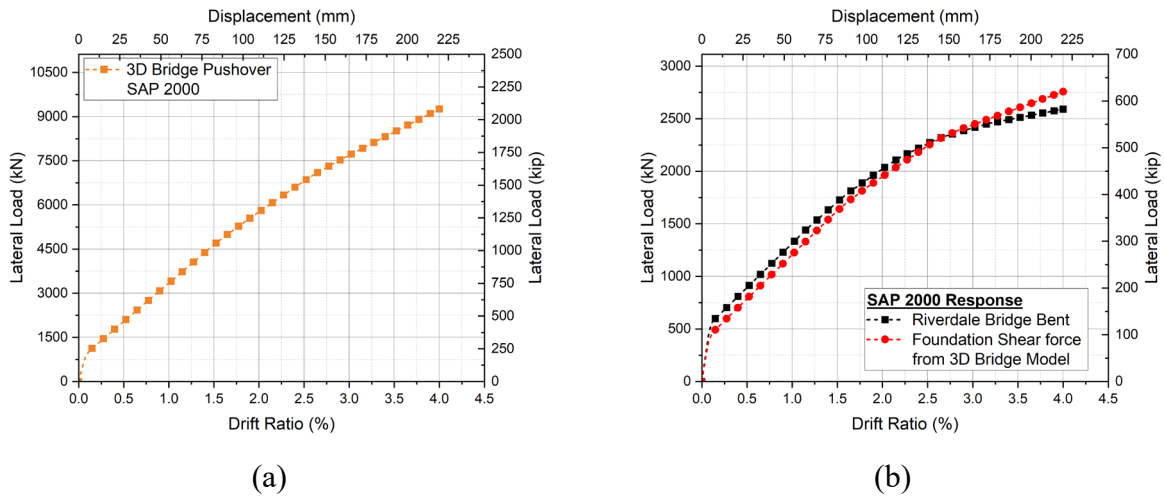 Displacement (mm)
0 25 50 75 100 125 150 175 200 225
10500
9000
7500
6000
4500
3000
1500
0
Lateral Load (kN)
3D Bridge Pushover
SAP 2000
2500
2250
2000
1750
1500
1250
1000
750
500
250
0
Lateral Load (kip)
0.0 0.5 1.0 1.5 2.0 2.5 3.0 3.5 4.0 4.5
Drift Ratio (%)
(a)
Displacement (mm)
0 25 50 75 100 125 150 175 200 225
3000
2500
2000
1500
1000
500
0
Lateral Load (kN)
SAP 2000 Response
Riverdale Bridge Bent
Foundation Shear force
from 3D Bridge Model
700
600
500
400
300
200
100
0
Lateral Load (kip)
0.0 0.5 1.0 1.5 2.0 2.5 3.0 3.5 4.0 4.5
Drift Ratio (%)
(b)